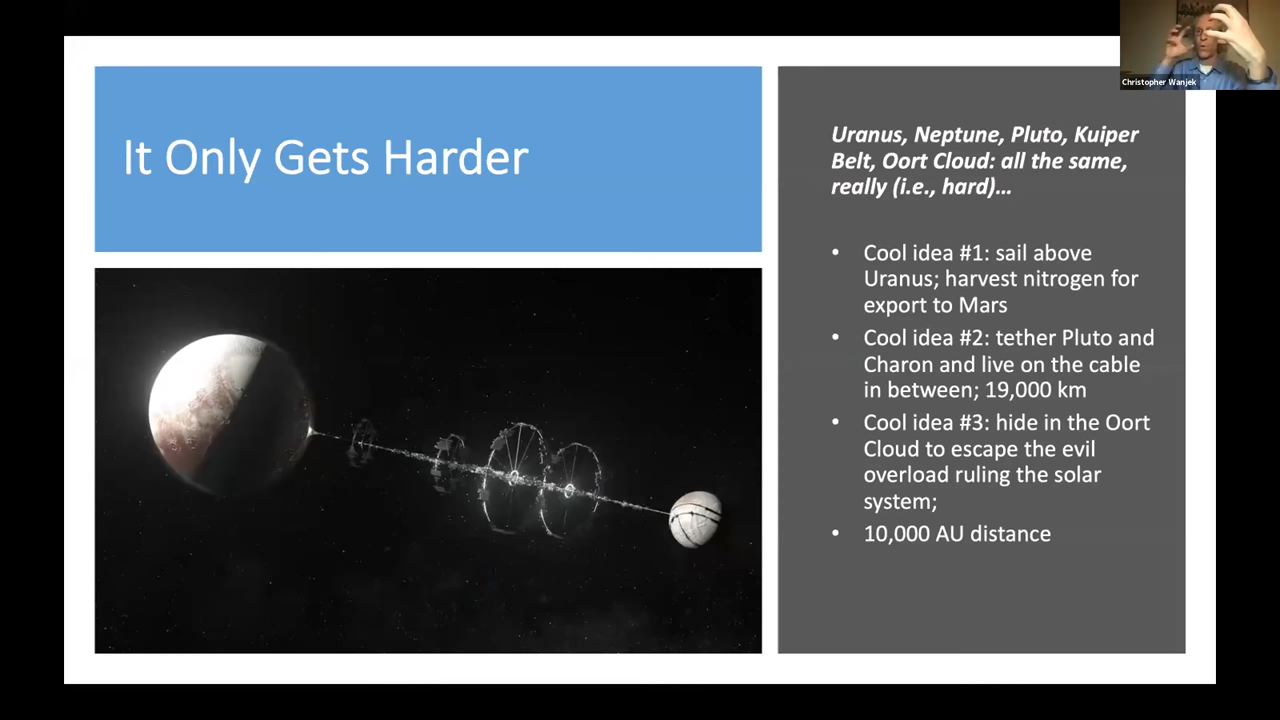 It Only Gets Harder
Uranus, Neptune, Pluto, Kuiper
Belt, Oort Cloud: all the same,
really (i.e., hard)…
• Cool idea #1: sail above
Uranus; harvest nitrogen for
export to Mars
• Cool idea #2: tether Pluto and
Charon and live on the cable
in between; 19,000 km
• Cool idea #3: hide in the Oort
Cloud to escape the evil
overload ruling the solar
system;
• 10,000 AU distance
Christopher Wanjek